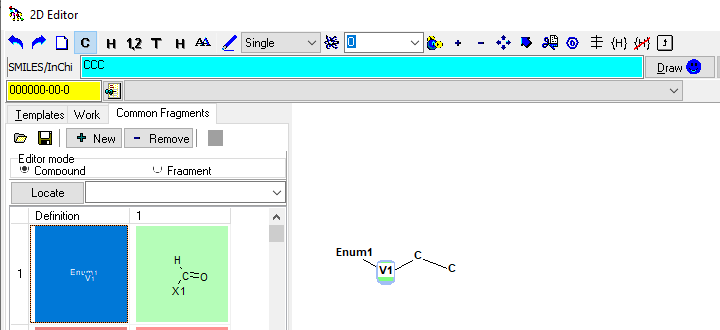 2D Editor
C H 1,2 T H AA Single 0 {H} {H}
SMILES/InChi CCC Draw
000000-00-0
Templates Work Common Fragments
New Remove
Editor mode
Compound Fragment
Locate
Definition 1
1
Enum1
V1
H
C=O
X1
Enum1
V1
C
C